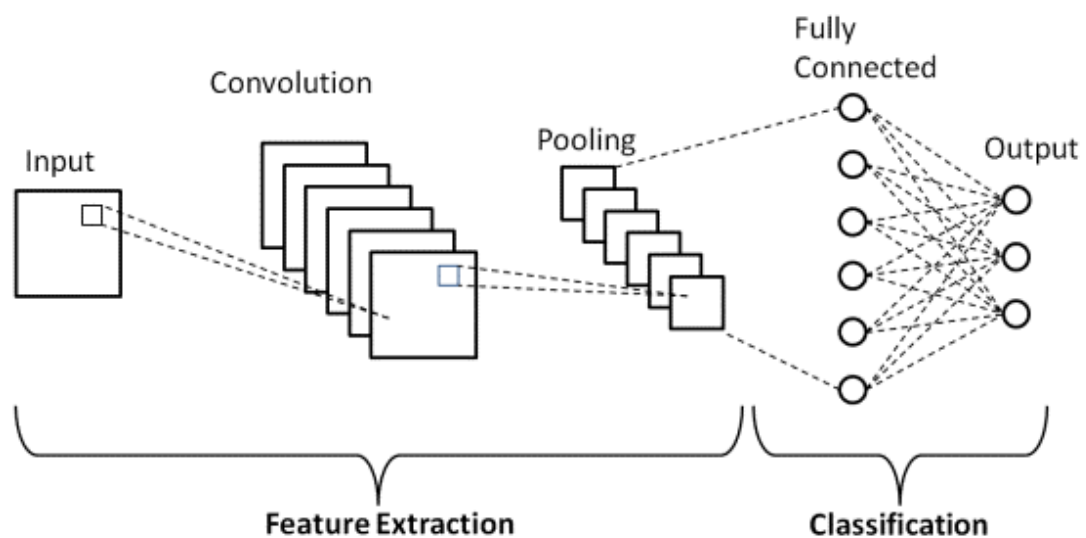 Input
Convolution
Pooling
Fully
Connected
Output
Feature Extraction
Classification